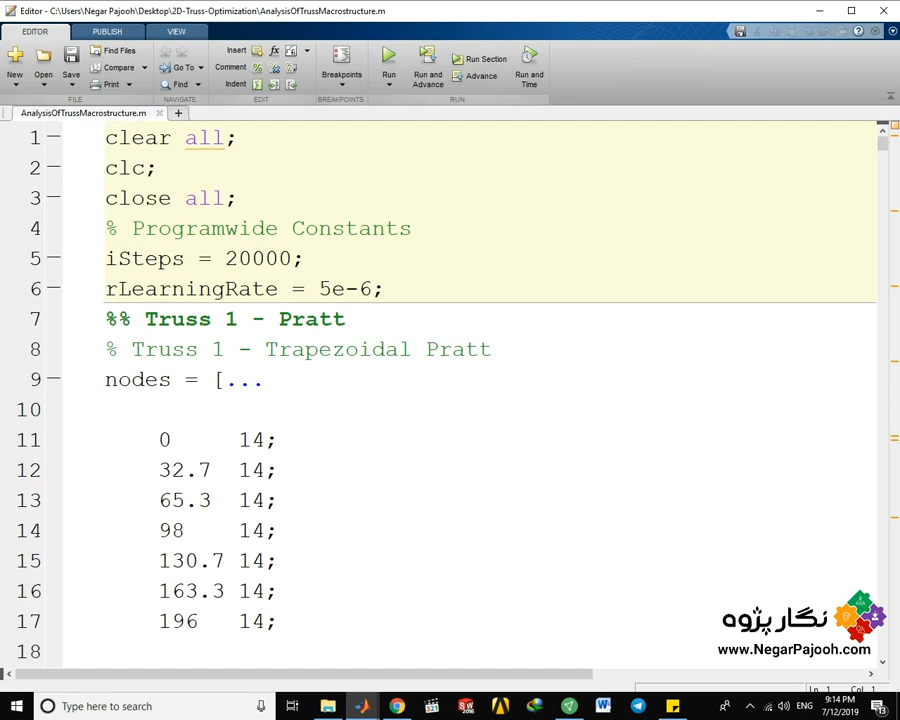 Editor - C:\Users\Negar Pajooh\Desktop\2D-Truss-Optimization\AnalysisOfTrussMacrostructure.m
EDITOR PUBLISH VIEW
New Open Save Find Files Compare Print Go To Find Insert Comment Indent Breakpoints Run Run and Advance Run Section Advance Run and Time
FILE NAVIGATE EDIT BREAKPOINTS RUN
AnalysisOfTrussMacrostructure.m
1 clear all;
2 clc;
3 close all;
4 % Programwide Constants
5 iSteps = 20000;
6 rLearningRate = 5e-6;
7 %% Truss 1 - Pratt
8 % Truss 1 - Trapezoidal Pratt
9 nodes = [...
10
11 0 14;
12 32.7 14;
13 65.3 14;
14 98 14;
15 130.7 14;
16 163.3 14;
17 196 14;
18
نگار پژوه
www.NegarPajooh.com
Ln 1 Col 1
Type here to search
ENG
9:14 PM
7/12/2019
13